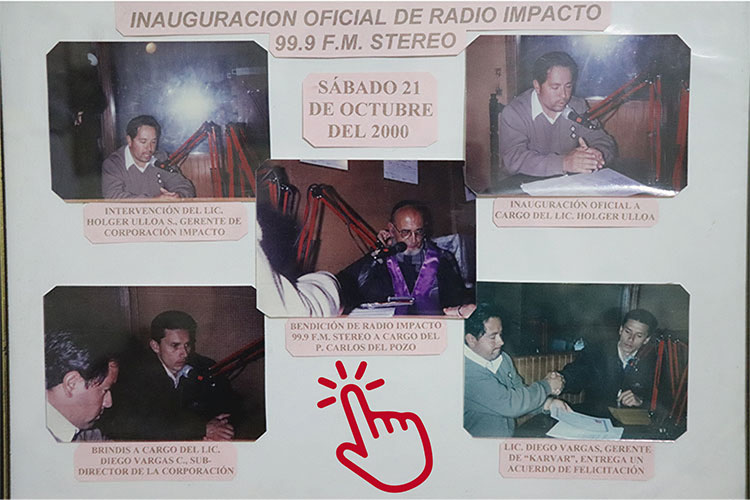 INAUGURACION OFICIAL DE RADIO IMPACTO
99.9 F.M. STEREO
SÁBADO 21
DE OCTUBRE
DEL 2000
INTERVENCIÓN DEL LIC.
HOLGER ULLOA S., GERENTE DE
CORPORACIÓN IMPACTO
INAUGURACIÓN OFICIAL A
CARGO DEL LIC. HOLGER ULLOA
BENDICIÓN DE RADIO IMPACTO
99.9 F.M. STEREO A CARGO DEL
P. CARLOS DEL POZO
BRINDIS A CARGO DEL LIC.
DIEGO VARGAS C., SUB-
DIRECTOR DE LA CORPORACIÓN
LIC. DIEGO VARGAS, GERENTE
DE "KARVAR", ENTREGA UN
ACUERDO DE FELICITACIÓN